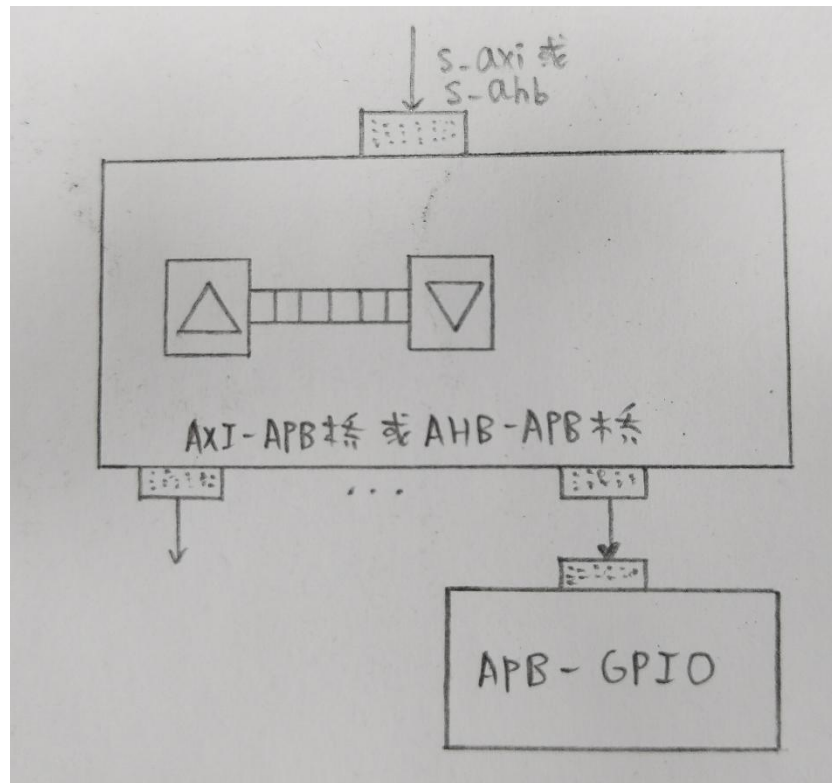 s-axi 或
s-ahb
AXI-APB桥 或 AHB-APB桥
...
APB-GPIO